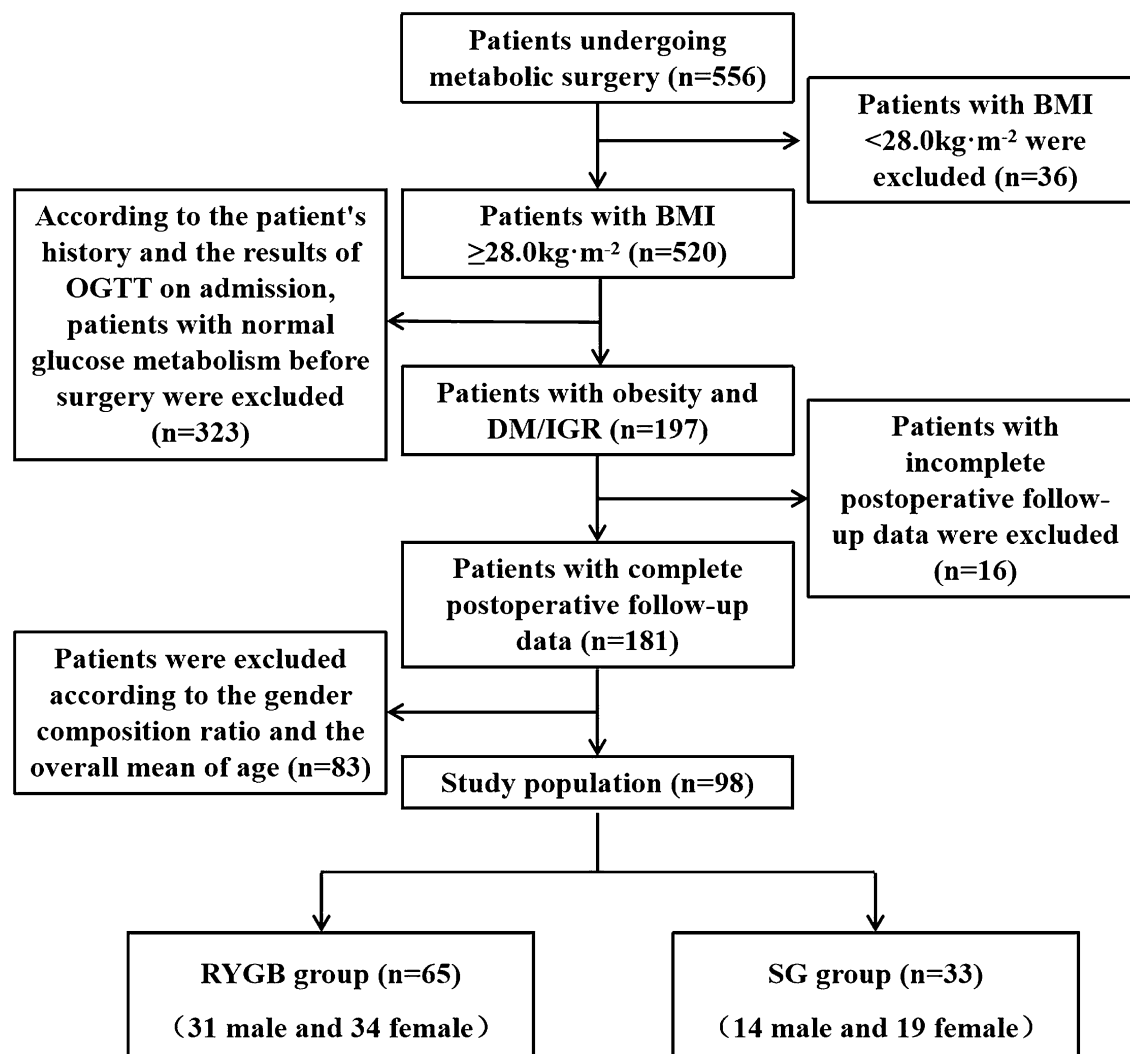 Patients undergoing
metabolic surgery (n=556)
Patients with BMI
<28.0kg·m⁻² were
excluded (n=36)
Patients with BMI
≥28.0kg·m⁻² (n=520)
According to the patient's
history and the results of
OGTT on admission,
patients with normal
glucose metabolism before
surgery were excluded
(n=323)
Patients with obesity and
DM/IGR (n=197)
Patients with
incomplete
postoperative follow-
up data were excluded
(n=16)
Patients with complete
postoperative follow-up
data (n=181)
Patients were excluded
according to the gender
composition ratio and the
overall mean of age (n=83)
Study population (n=98)
RYGB group (n=65)
（31 male and 34 female）
SG group (n=33)
（14 male and 19 female）